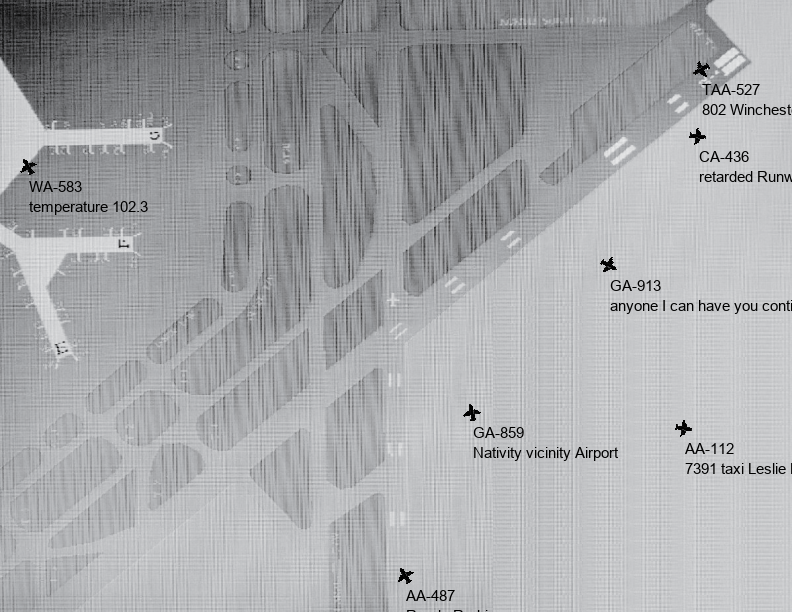 TAA-527
802 Winchest
CA-436
retarded Runw
WA-583
temperature 102.3
GA-913
anyone I can have you conti
GA-859
Nativity vicinity Airport
AA-112
7391 taxi Leslie
AA-487